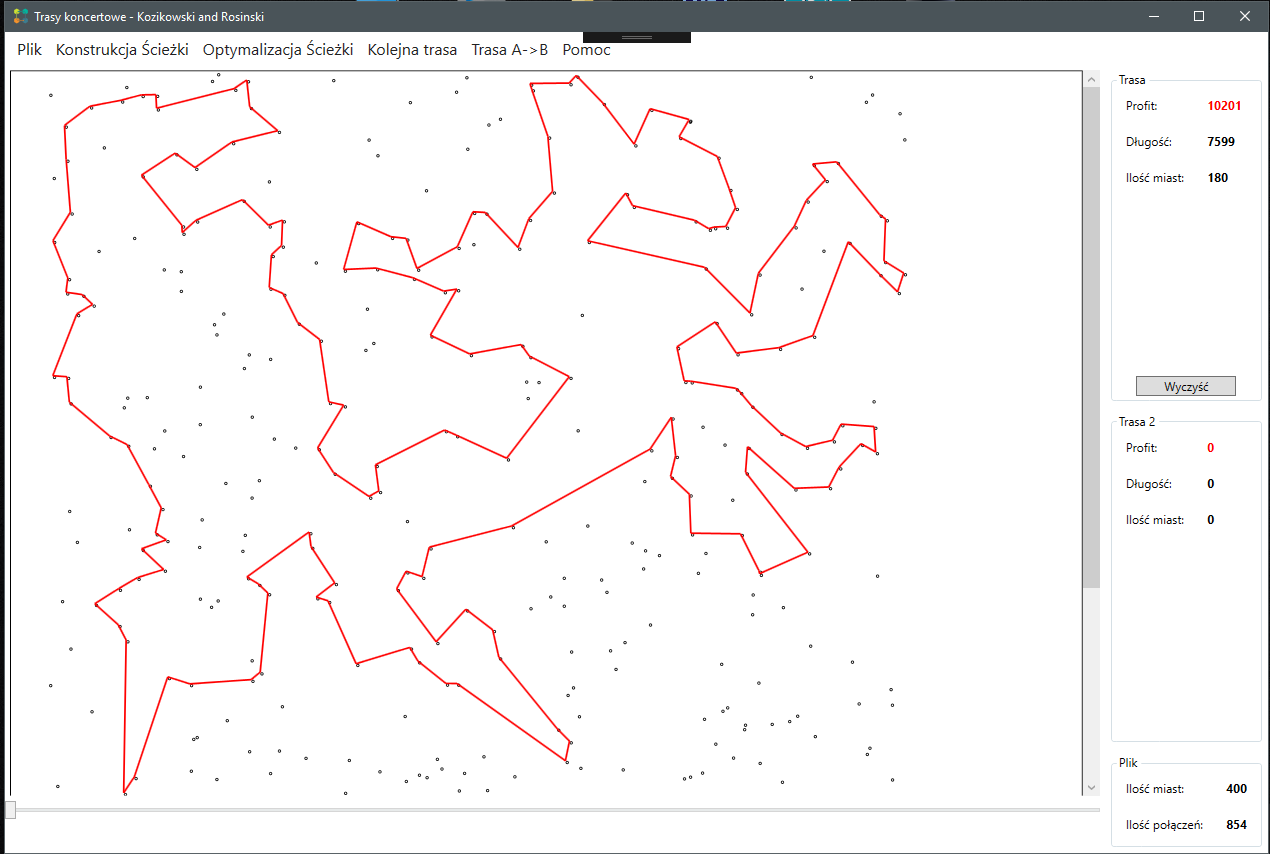 Trasy koncertowe - Kozikowski and Rosinski
Plik Konstrukcja Ścieżki Optymalizacja Ścieżki Kolejna trasa Trasa A->B Pomoc
Trasa
Profit: 10201
Długość: 7599
Ilość miast: 180
Wyczyść
Trasa 2
Profit: 0
Długość: 0
Ilość miast: 0
Plik
Ilość miast: 400
Ilość połączeń: 854